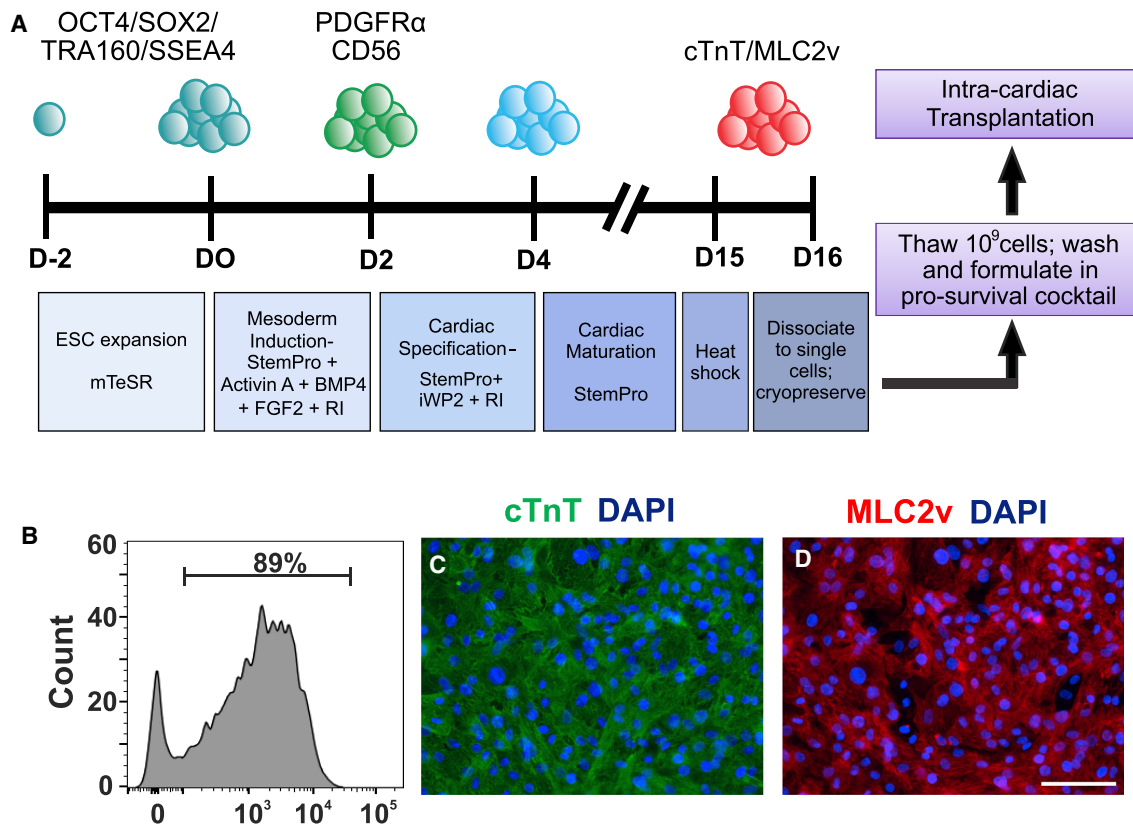 A
OCT4/SOX2/
TRA160/SSEA4
PDGFRα
CD56
cTnT/MLC2v
D-2
DO
D2
D4
D15
D16
ESC expansion
mTeSR
Mesoderm
Induction-
StemPro +
Activin A + BMP4
+ FGF2 + RI
Cardiac
Specification-
StemPro+
iWP2 + RI
Cardiac
Maturation
StemPro
Heat
shock
Dissociate
to single
cells;
cryopreserve
Intra-cardiac
Transplantation
Thaw 10⁹cells; wash
and formulate in
pro-survival cocktail
B
60
40
20
0
Count
89%
0
10³
10⁴
10⁵
cTnT DAPI
C
MLC2v DAPI
D